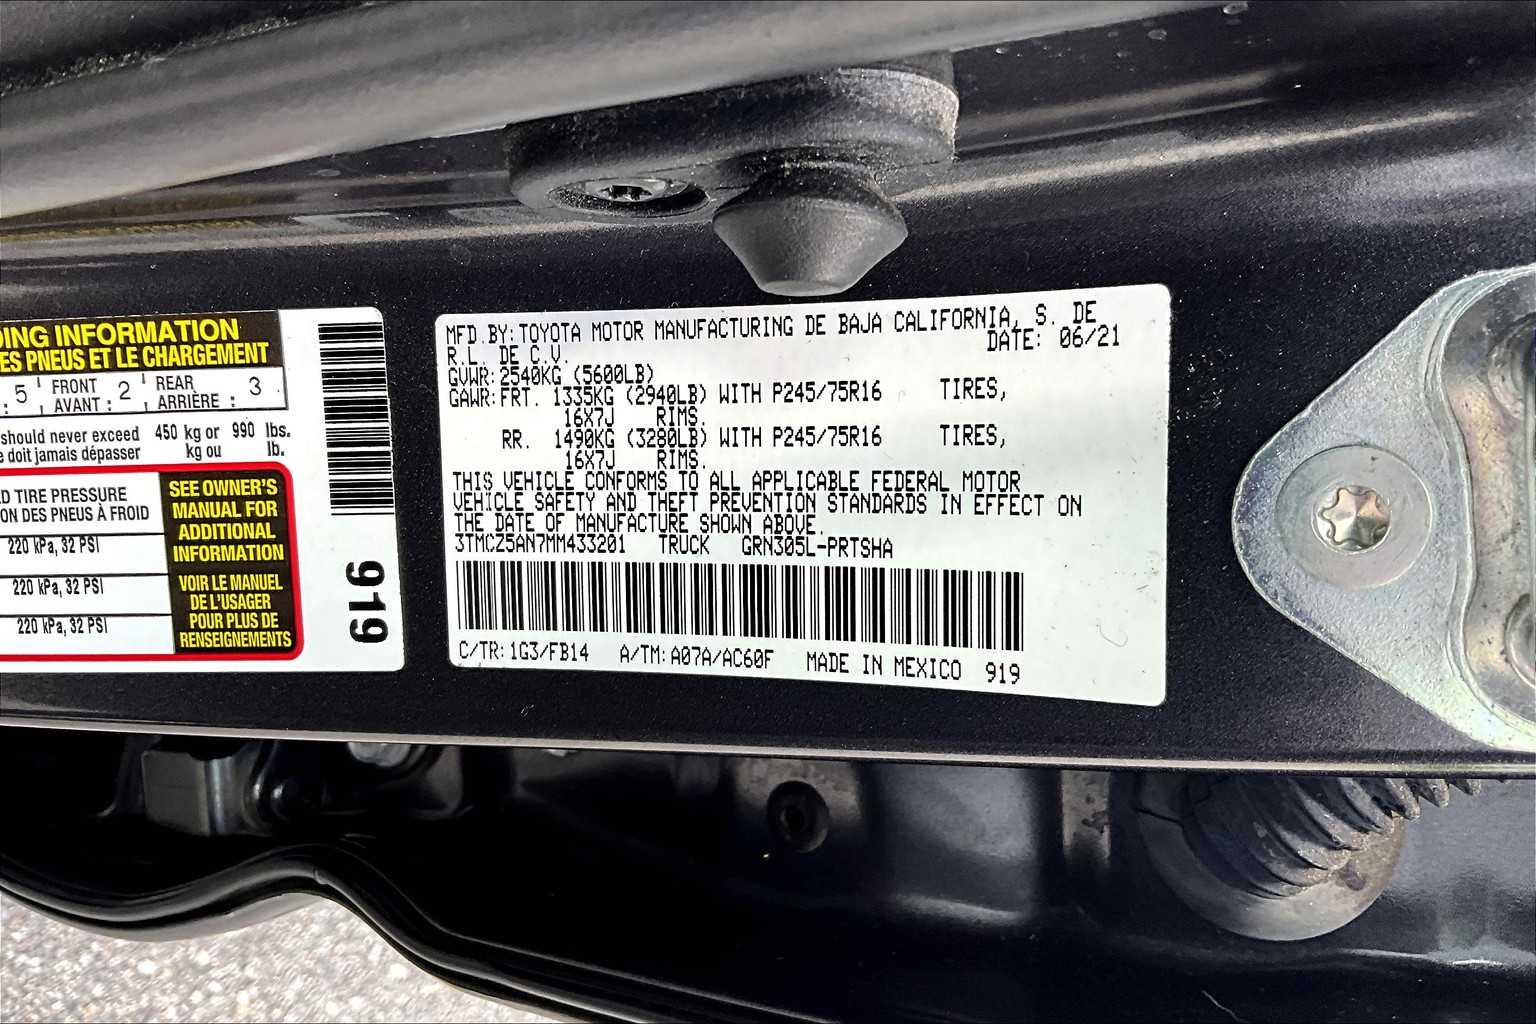 DING INFORMATION
ES PNEUS ET LE CHARGEMENT
: 5 FRONT AVANT : 2 REAR ARRIÈRE : 3
should never exceed 450 kg or 990 lbs.
e doit jamais dépasser kg ou lb.
D TIRE PRESSURE
ON DES PNEUS À FROID
220 kPa, 32 PSI
220 kPa, 32 PSI
220 kPa, 32 PSI
SEE OWNER'S
MANUAL FOR
ADDITIONAL
INFORMATION
VOIR LE MANUEL
DE L'USAGER
POUR PLUS DE
RENSEIGNEMENTS
919
MFD.BY:TOYOTA MOTOR MANUFACTURING DE BAJA CALIFORNIA, S. DE
R.L. DE C.V. DATE: 06/21
GVWR:2540KG (5600LB)
GAWR:FRT. 1335KG (2940LB) WITH P245/75R16 TIRES,
16X7J RIMS.
RR. 1490KG (3280LB) WITH P245/75R16 TIRES,
16X7J RIMS.
THIS VEHICLE CONFORMS TO ALL APPLICABLE FEDERAL MOTOR
VEHICLE SAFETY AND THEFT PREVENTION STANDARDS IN EFFECT ON
THE DATE OF MANUFACTURE SHOWN ABOVE.
3TMCZ5AN7MM433201 TRUCK GRN305L-PRTSHA
C/TR:1G3/FB14 A/TM:A07A/AC60F MADE IN MEXICO 919